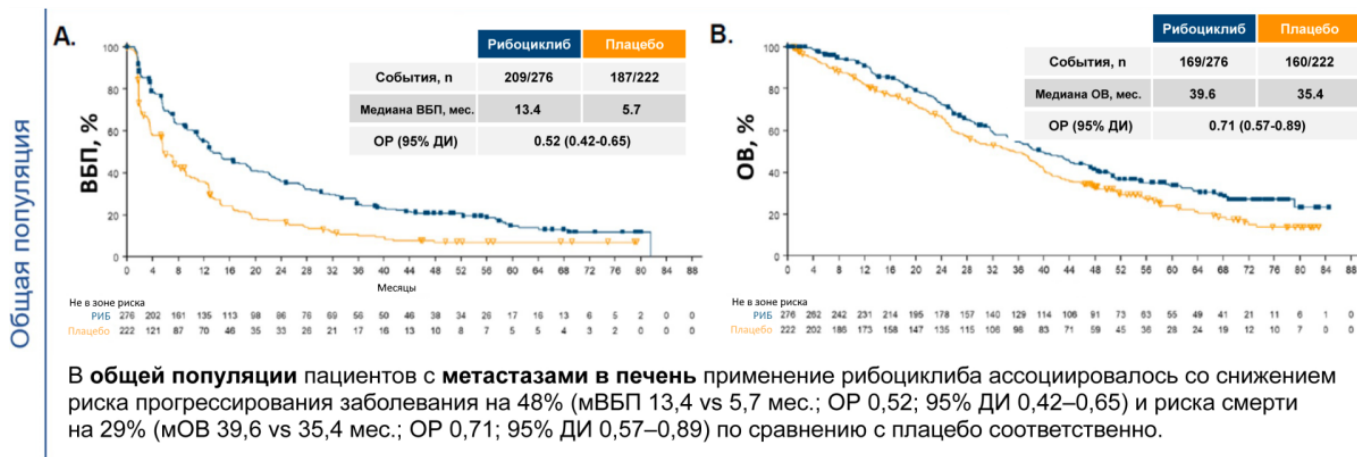 Общая популяция
A.
Рибоциклиб Плацебо
События, n 209/276 187/222
Медиана ВБП, мес. 13.4 5.7
ОР (95% ДИ) 0.52 (0.42-0.65)
ВБП, %
100
80
60
40
20
0
0 4 8 12 16 20 24 28 32 36 40 44 48 52 56 60 64 68 72 76 80 84 88
Месяцы
Не в зоне риска
РИБ 276 202 161 135 113 98 86 76 69 56 50 46 38 34 26 17 16 13 6 5 2 0 0
Плацебо 222 121 87 70 46 35 33 26 21 17 16 13 10 8 7 5 5 4 3 2 0 0
B.
Рибоциклиб Плацебо
События, n 169/276 160/222
Медиана ОВ, мес. 39.6 35.4
ОР (95% ДИ) 0.71 (0.57-0.89)
ОВ, %
100
80
60
40
20
0
0 4 8 12 16 20 24 28 32 36 40 44 48 52 56 60 64 68 72 76 80 84 88
Не в зоне риска
РИБ 276 262 242 231 214 195 178 157 140 129 114 106 91 73 63 55 49 41 21 11 6 1 0
Плацебо 222 202 186 173 158 147 135 115 106 98 83 71 59 45 36 28 24 19 12 10 7 0 0
В общей популяции пациентов с метастазами в печень применение рибоциклиба ассоциировалось со снижением
риска прогрессирования заболевания на 48% (мВБП 13,4 vs 5,7 мес.; ОР 0,52; 95% ДИ 0,42–0,65) и риска смерти
на 29% (мОВ 39,6 vs 35,4 мес.; ОР 0,71; 95% ДИ 0,57–0,89) по сравнению с плацебо соответственно.